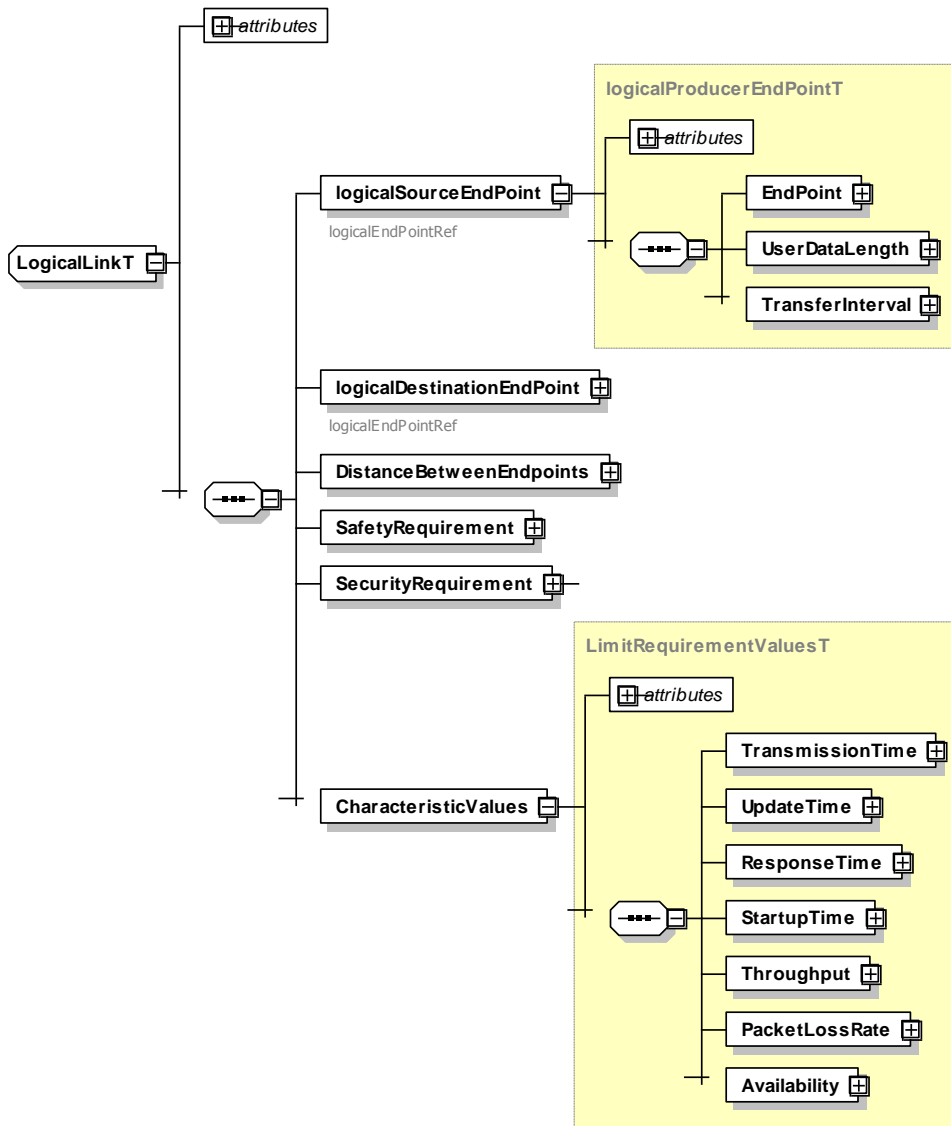 attributes
logicalProducerEndPointT
attributes
logicalSourceEndPoint
logicalEndPointRef
EndPoint
UserDataLength
TransferInterval
LogicalLinkT
logicalDestinationEndPoint
logicalEndPointRef
DistanceBetweenEndpoints
SafetyRequirement
SecurityRequirement
LimitRequirementValuesT
attributes
CharacteristicValues
TransmissionTime
UpdateTime
ResponseTime
StartupTime
Throughput
PacketLossRate
Availability